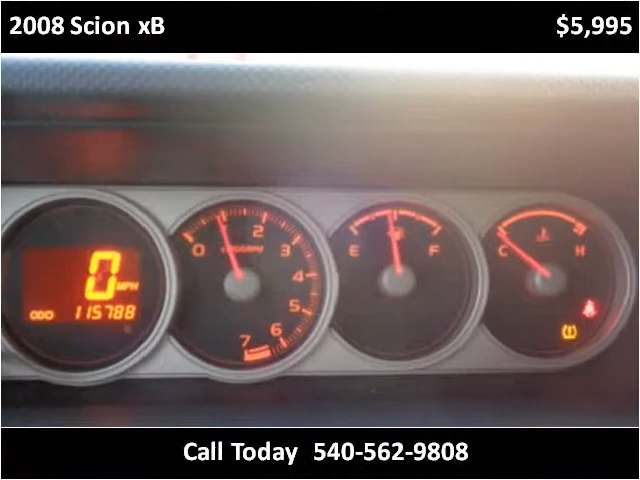 2008 Scion xB $5,995
0 MPH
ODO 115788
0 2 3 4 5 6 7
E F
C H
Call Today 540-562-9808